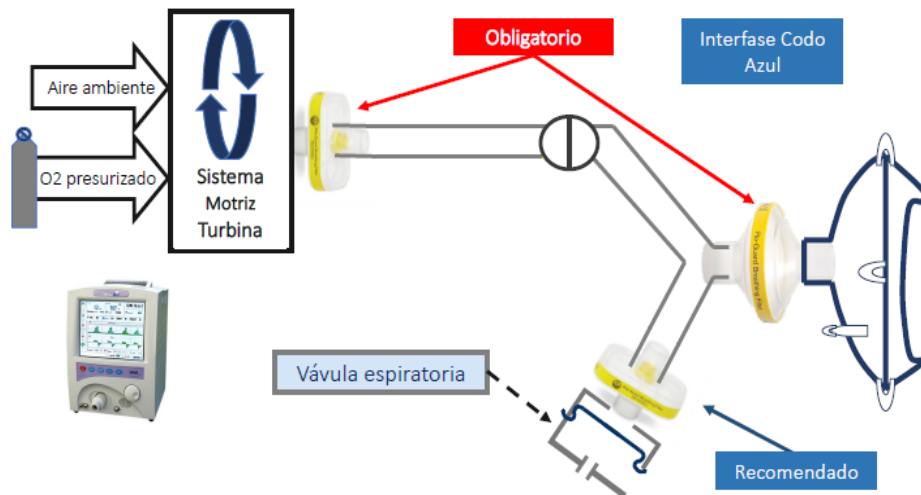 Obligatorio
Interfase Codo
Azul
Aire ambiente
O2 presurizado
Sistema
Motriz
Turbina
Vávula espiratoria
Recomendado